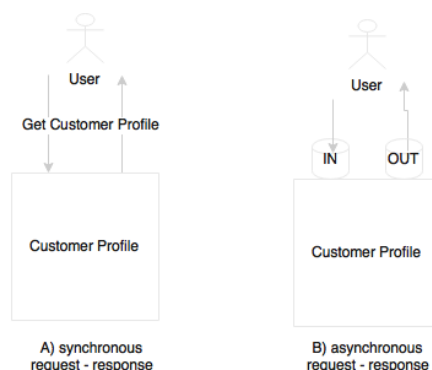 User
Get Customer Profile
Customer Profile
A) synchronous
request - response
User
IN
OUT
Customer Profile
B) asynchronous
request - response